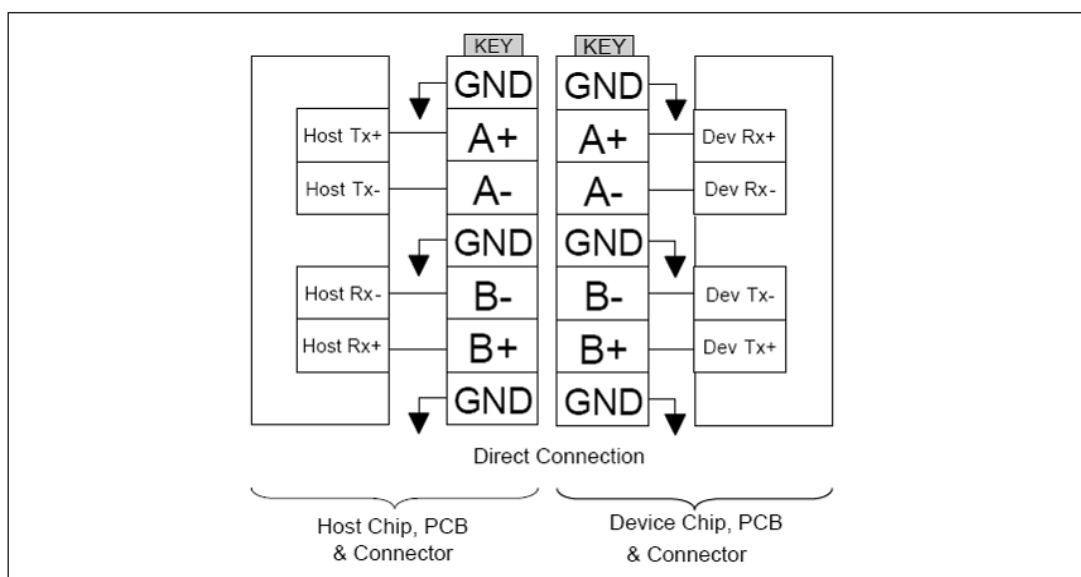 KEY KEY
GND GND
Host Tx+ A+ A+ Dev Rx+
Host Tx- A- A- Dev Rx-
GND GND
Host Rx- B- B- Dev Tx-
Host Rx+ B+ B+ Dev Tx+
GND GND
Direct Connection
Host Chip, PCB
& Connector
Device Chip, PCB
& Connector